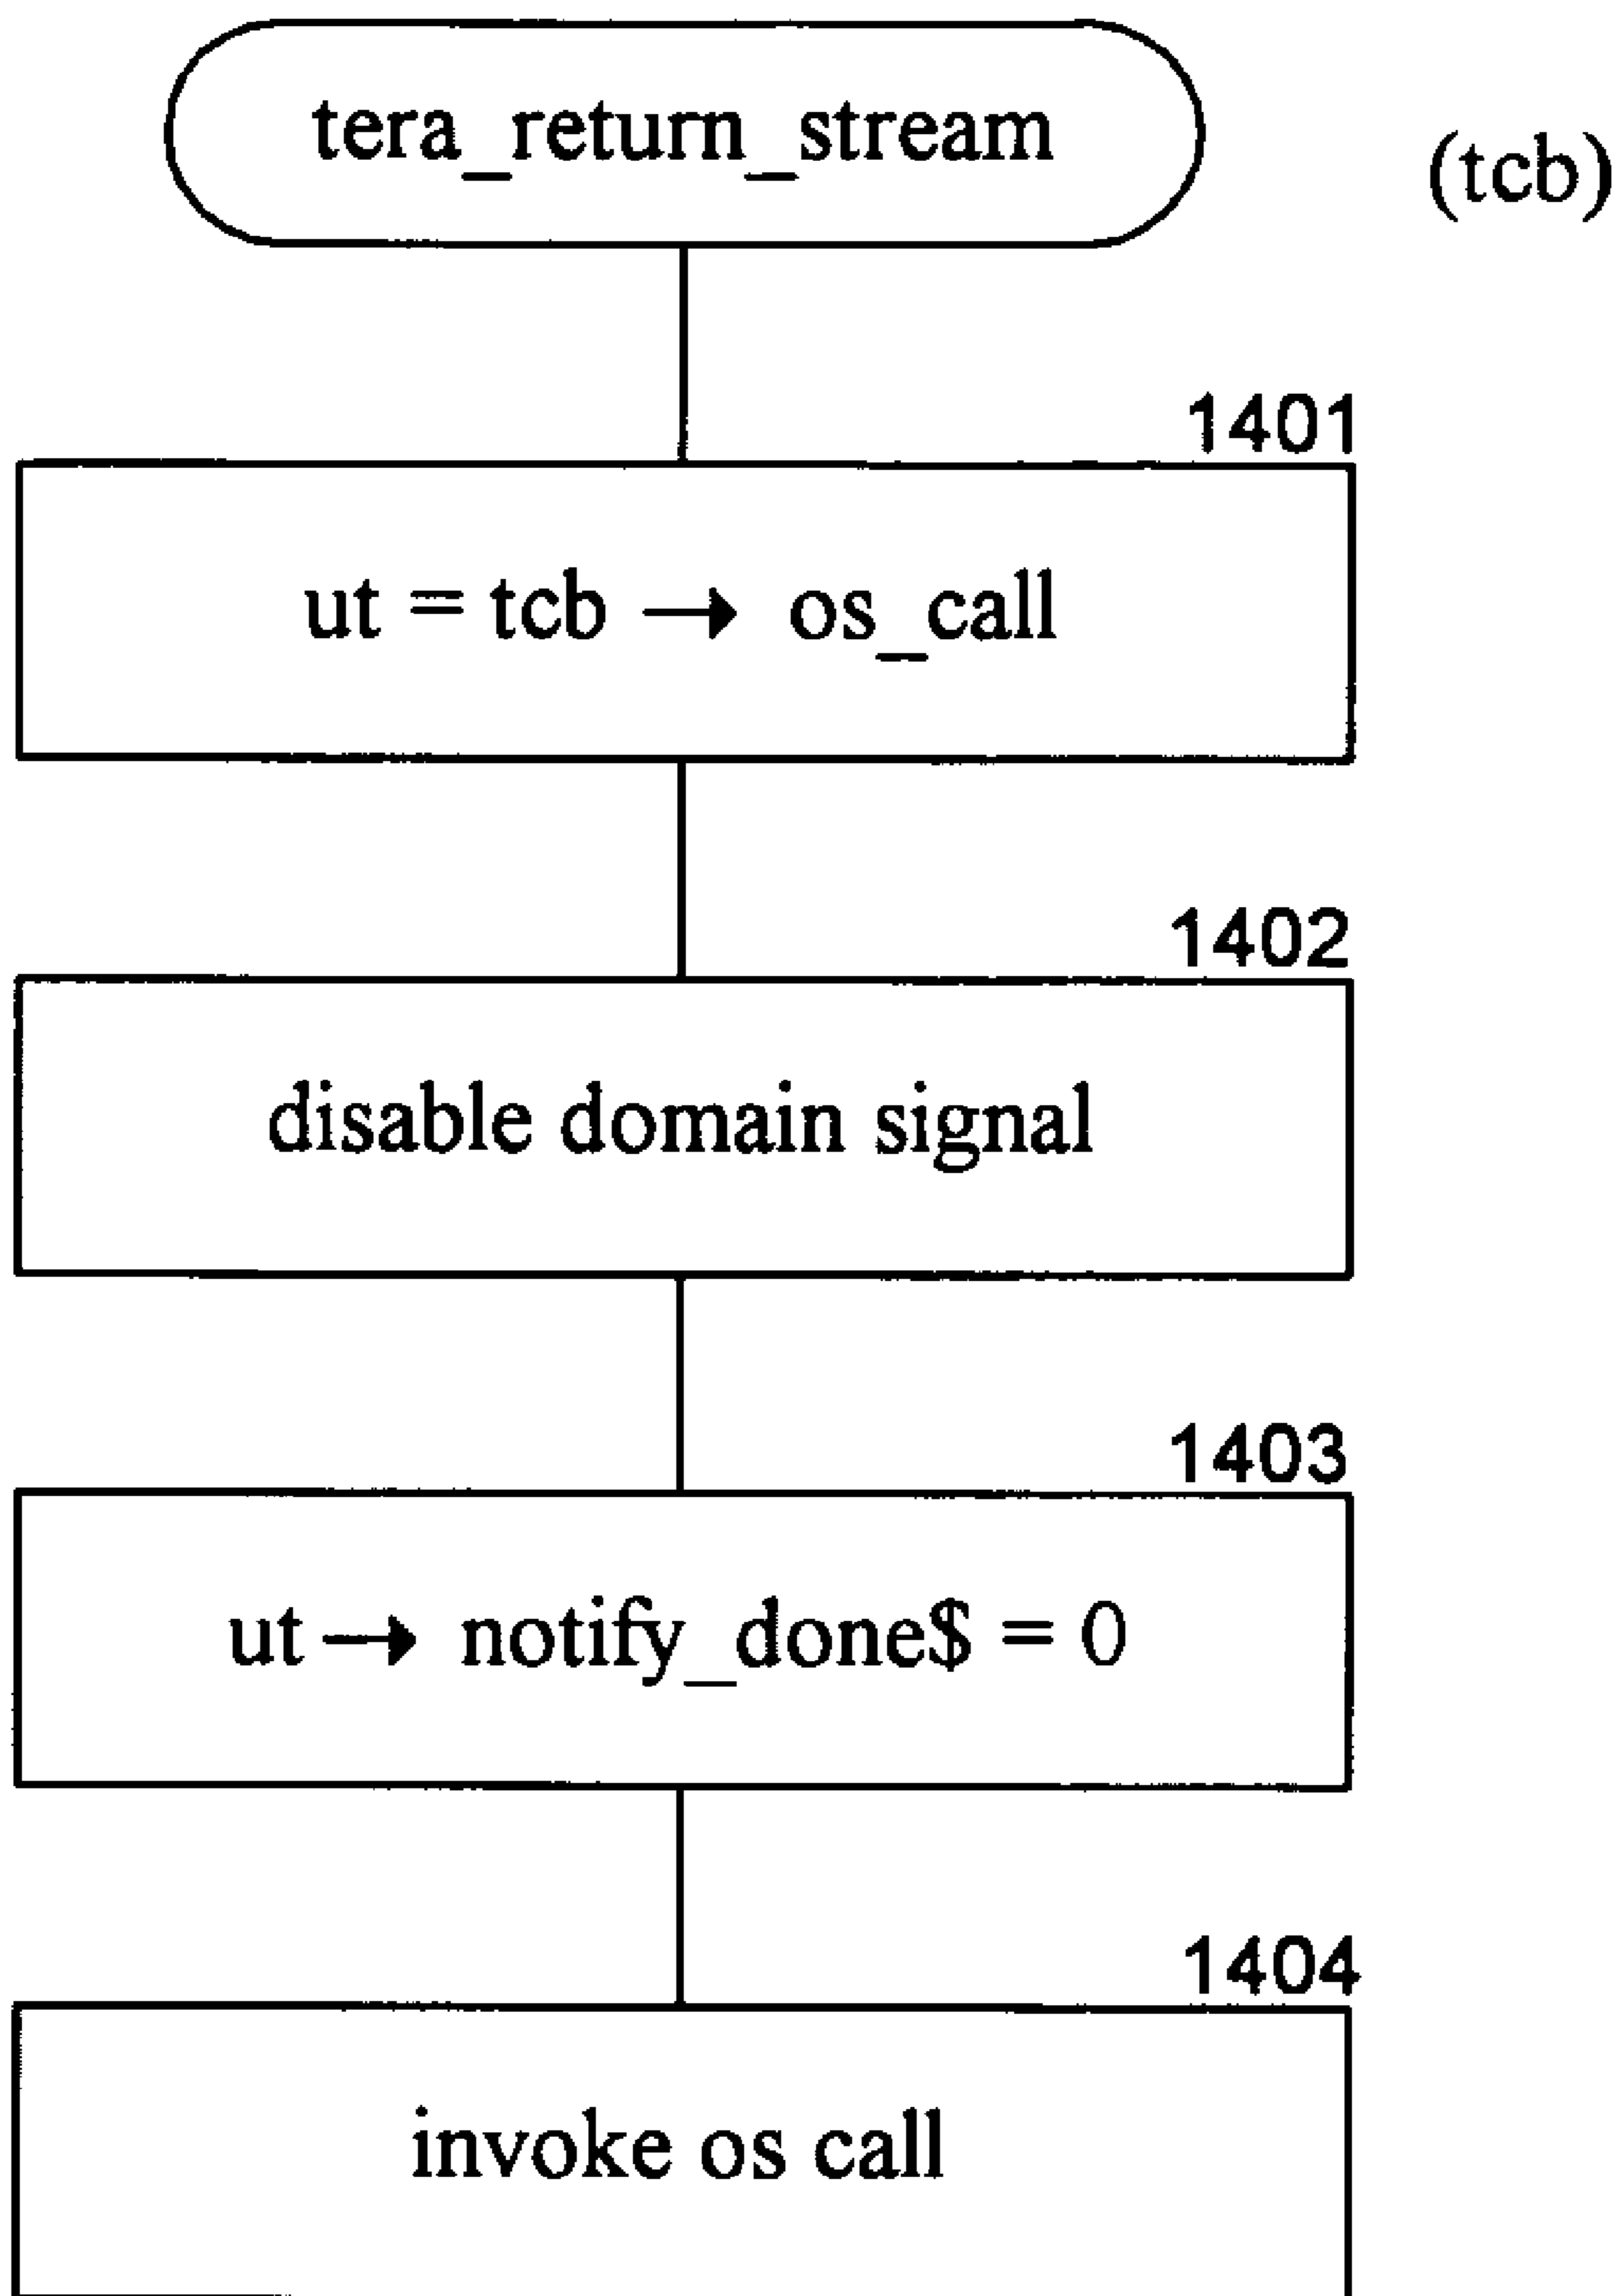 tera_return_stream
(tcb)
1401
ut = tcb → os_call
1402
disable domain signal
1403
ut → notify_done$ = 0
1404
invoke os call